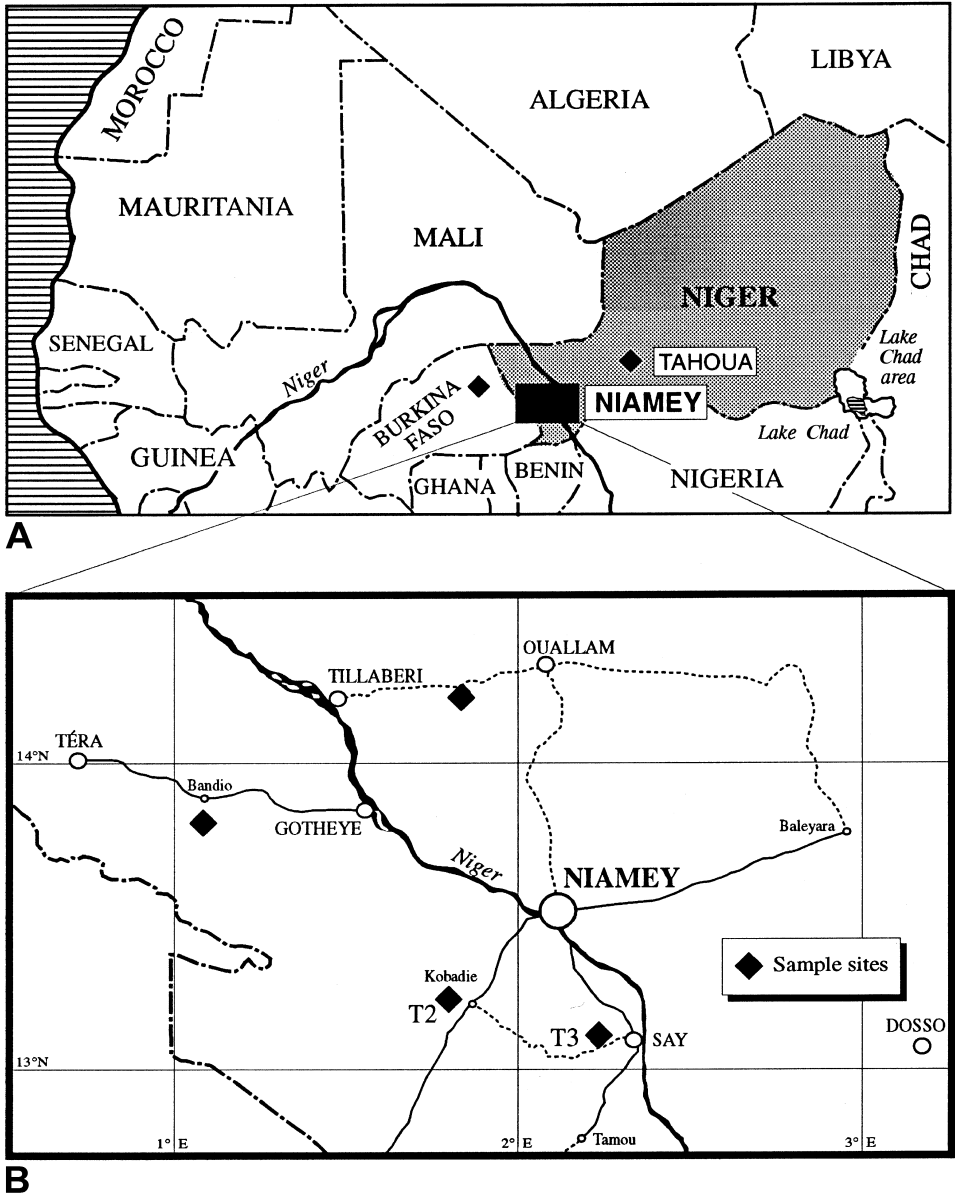 MOROCCO
LIBYA
ALGERIA
MAURITANIA
MALI
CHAD
NIGER
SENEGAL
Niger
TAHOUA
Lake
Chad
area
BURKINA
FASO
NIAMEY
Lake Chad
GUINEA
GHANA
BENIN
NIGERIA
A
OUALLAM
TILLABERI
TÉRA
14°N
Bandio
GOTHEYE
Baleyara
Niger
NIAMEY
Sample sites
Kobadie
T2
T3
SAY
DOSSO
13°N
Tamou
1° E
2° E
3° E
B